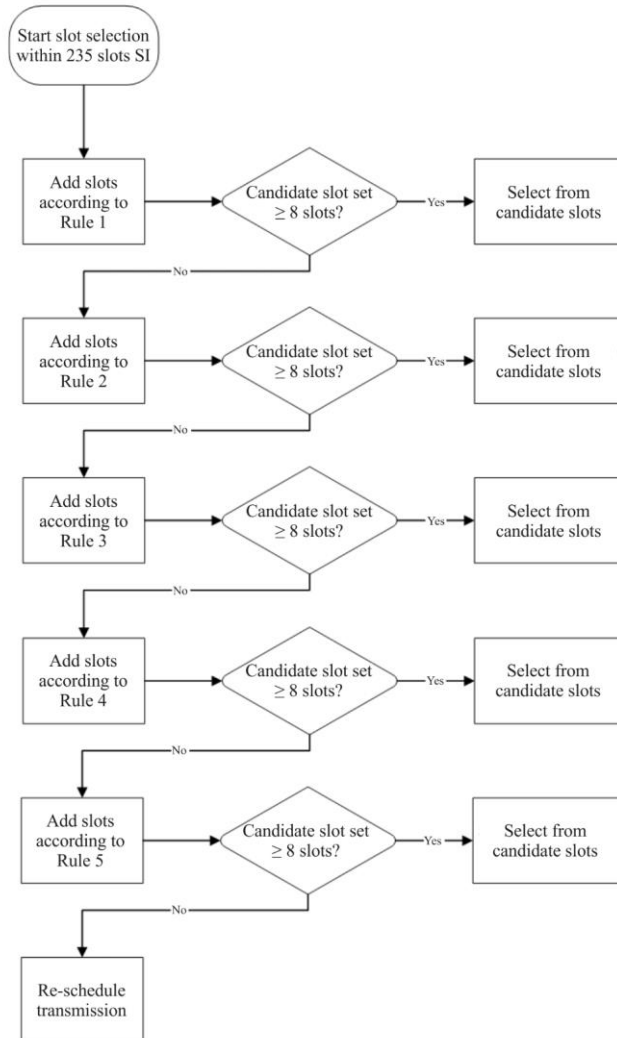 Start slot selection
within 235 slots SI
Add slots
according to
Rule 1
Candidate slot set
≥ 8 slots?
Yes
Select from
candidate slots
No
Add slots
according to
Rule 2
Candidate slot set
≥ 8 slots?
Yes
Select from
candidate slots
No
Add slots
according to
Rule 3
Candidate slot set
≥ 8 slots?
Yes
Select from
candidate slots
No
Add slots
according to
Rule 4
Candidate slot set
≥ 8 slots?
Yes
Select from
candidate slots
No
Add slots
according to
Rule 5
Candidate slot set
≥ 8 slots?
Yes
Select from
candidate slots
No
Re-schedule
transmission